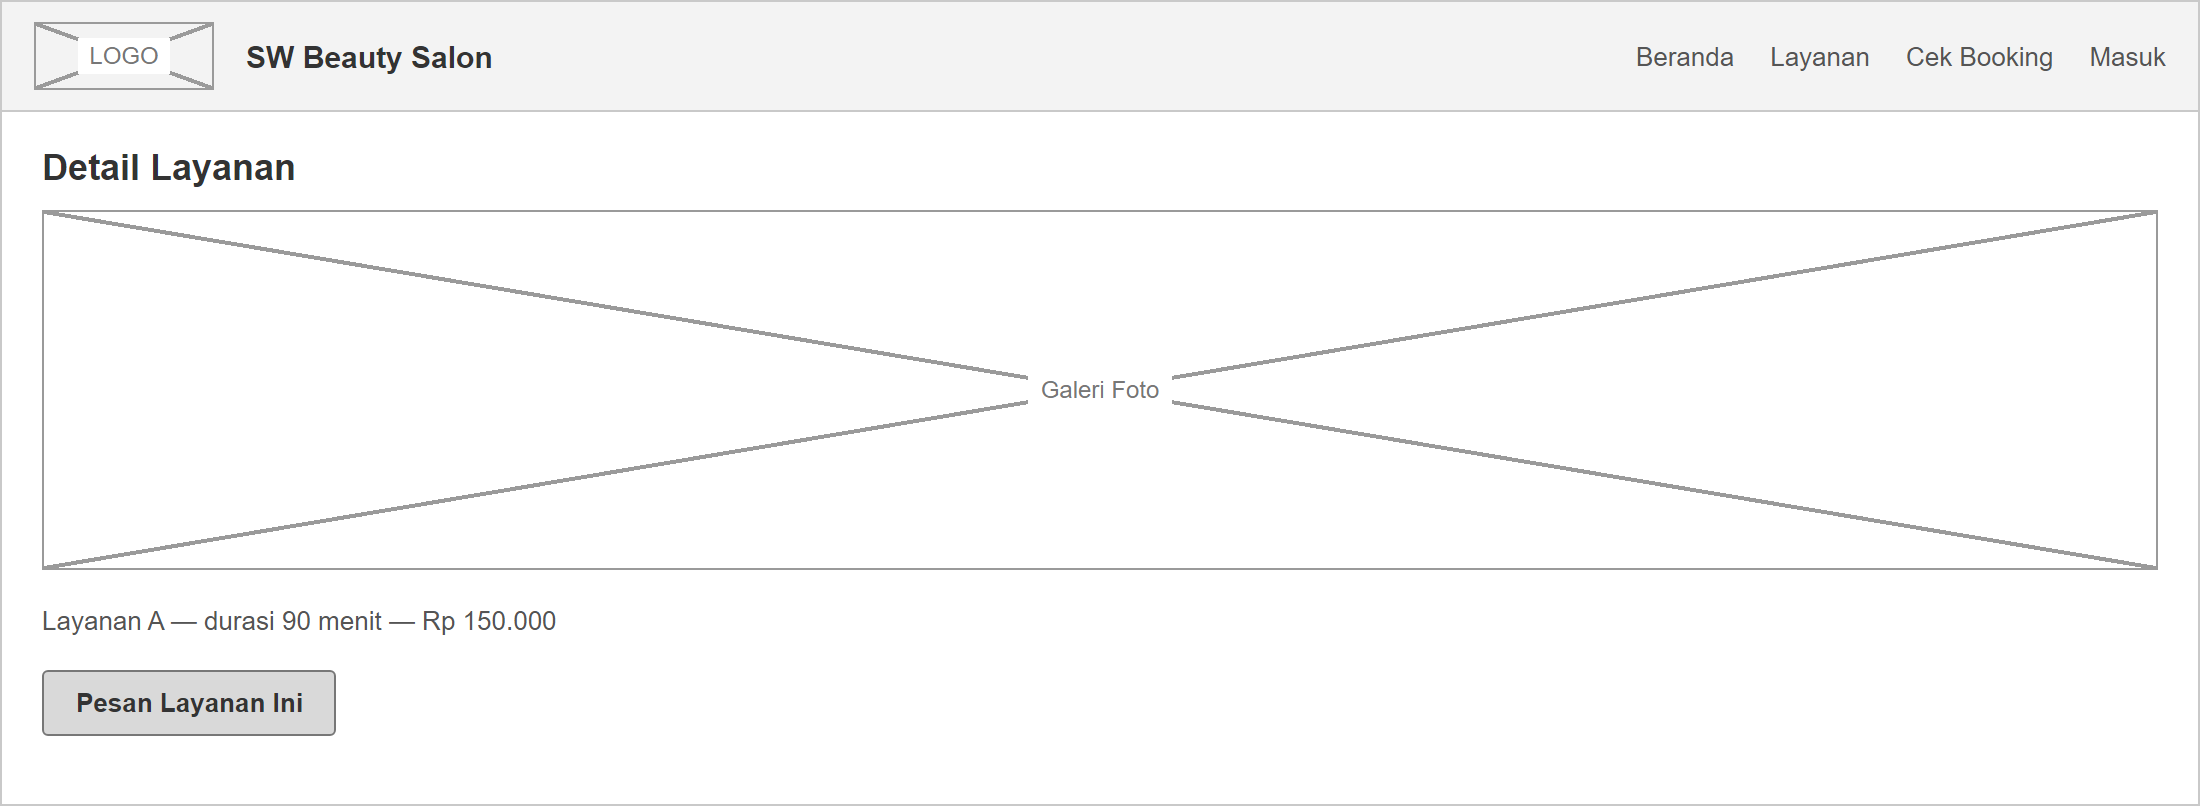 LOGO
SW Beauty Salon
Beranda Layanan Cek Booking Masuk
Detail Layanan
Galeri Foto
Layanan A — durasi 90 menit — Rp 150.000
Pesan Layanan Ini